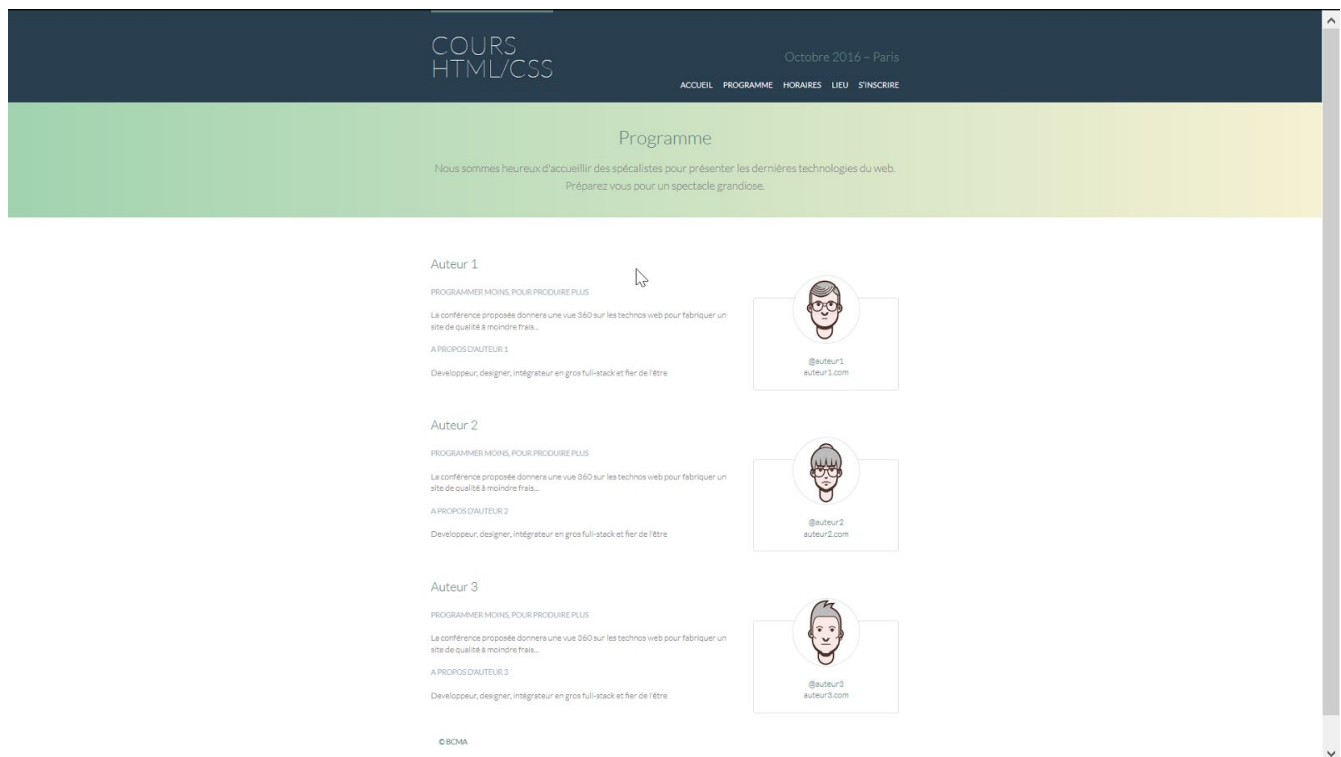 COURS
HTML/CSS
Octobre 2016 – Paris
ACCUEIL PROGRAMME HORAIRES LIEU S'INSCRIRE
Programme
Nous sommes heureux d'accueillir des spécalistes pour présenter les dernières technologies du web.
Préparez vous pour un spectacle grandiose.
Auteur 1
PROGRAMMER MOINS, POUR PRODUIRE PLUS
La conférence proposée donnera une vue 360 sur les technos web pour fabriquer un
site de qualité à moindre frais...
A PROPOS D'AUTEUR 1
Developpeur, designer, intégrateur en gros full-stack et fier de l'être
@auteur1
auteur1.com
Auteur 2
PROGRAMMER MOINS, POUR PRODUIRE PLUS
La conférence proposée donnera une vue 360 sur les technos web pour fabriquer un
site de qualité à moindre frais...
A PROPOS D'AUTEUR 2
Developpeur, designer, intégrateur en gros full-stack et fier de l'être
@auteur2
auteur2.com
Auteur 3
PROGRAMMER MOINS, POUR PRODUIRE PLUS
La conférence proposée donnera une vue 360 sur les technos web pour fabriquer un
site de qualité à moindre frais...
A PROPOS D'AUTEUR 3
Developpeur, designer, intégrateur en gros full-stack et fier de l'être
@auteur3
auteur3.com
© BCMA